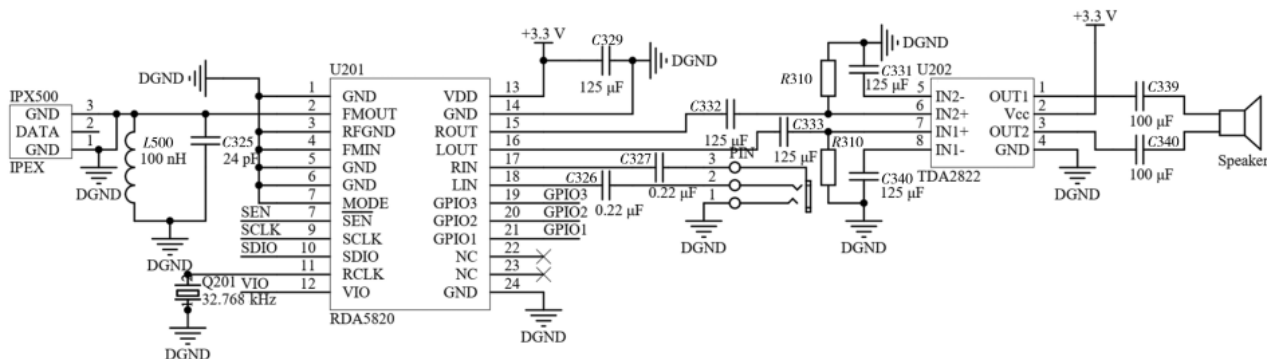 +3.3 V
C329
DGND
125 μF
+3.3 V
DGND
C331
125 μF
R310
U202
DGND
U201
IPX500
GND 3
DATA 2
GND 1
IPEX
DGND
L500
100 nH
C325
24 pF
DGND
1 GND
2 FMOUT
3 RFGND
4 FMIN
5 GND
6 GND
7 MODE
SEN 7 SEN
SCLK 9 SCLK
SDIO 10 SDIO
11 RCLK
VIO 12 VIO
Q201
32.768 kHz
DGND
VDD 13
GND 14
ROUT 15
LOUT 16
RIN 17
LIN 18
GPIO3 19 GPIO3
GPIO2 20 GPIO2
GPIO1 21 GPIO1
NC 22
NC 23
GND 24
RDA5820
DGND
C332
125 μF
C333
125 μF
C327
0.22 μF
C326
0.22 μF
PIN
3
2
1
DGND
R310
C340
125 μF
DGND
5 IN2-
6 IN2+
7 IN1+
8 IN1-
OUT1 1
Vcc 2
OUT2 3
GND 4
TDA2822
DGND
C339
100 μF
C340
100 μF
Speaker